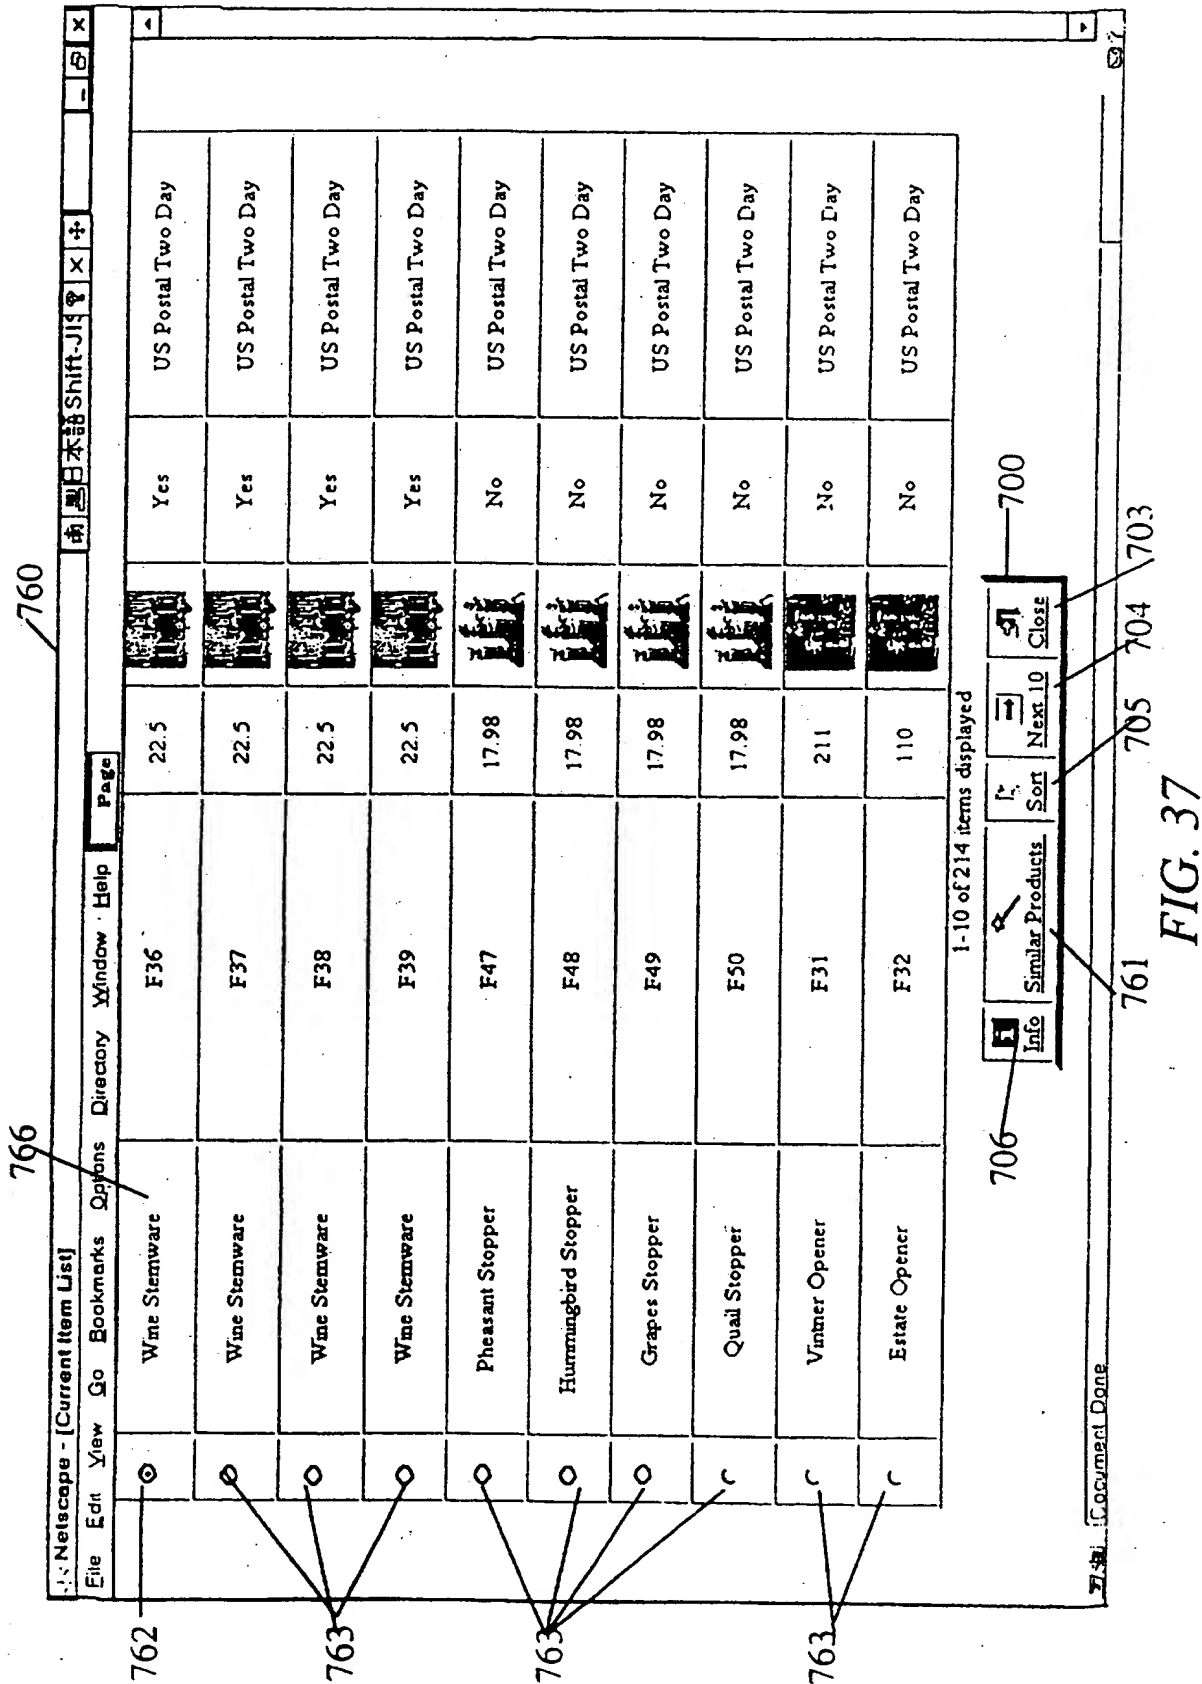 760
766
Netscape - [Current Item List]
日本語 Shift-JIS
File Edit View Go Bookmarks Options Directory Window Help Page
Wine Stemware F36 22.5 Yes US Postal Two Day
Wine Stemware F37 22.5 Yes US Postal Two Day
Wine Stemware F38 22.5 Yes US Postal Two Day
Wine Stemware F39 22.5 Yes US Postal Two Day
Pheasant Stopper F47 17.98 No US Postal Two Day
Hummingbird Stopper F48 17.98 No US Postal Two Day
Grapes Stopper F49 17.98 No US Postal Two Day
Quail Stopper F50 17.98 No US Postal Two Day
Vintner Opener F31 211 No US Postal Two Day
Estate Opener F32 110 No US Postal Two Day
762
763
763
763
1-10 of 214 items displayed
700
Info Similar Products Sort Next 10 Close
706
761
705
704
703
Document Done
FIG. 37